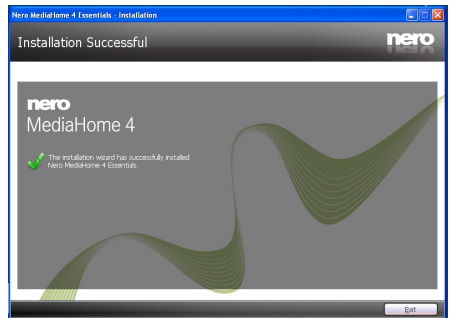 Nero MediaHome 4 Essentials - Installation
Installation Successful
nero
nero
MediaHome 4
The installation wizard has successfully installed
Nero MediaHome 4 Essentials.
Exit